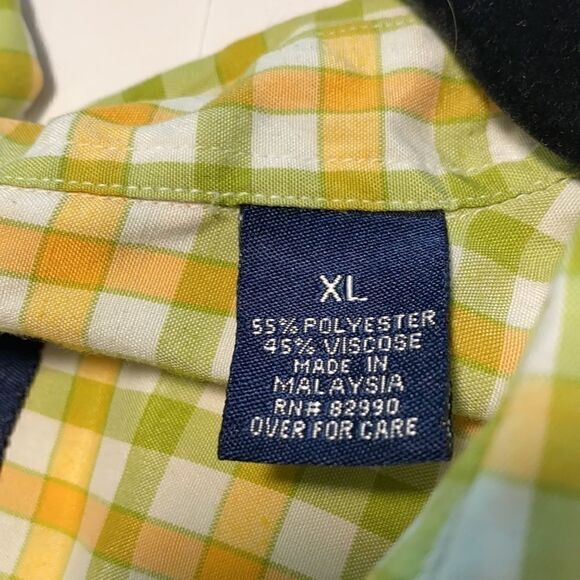 XL
55% POLYESTER
45% VISCOSE
MADE IN
MALAYSIA
RN# 82990
OVER FOR CARE